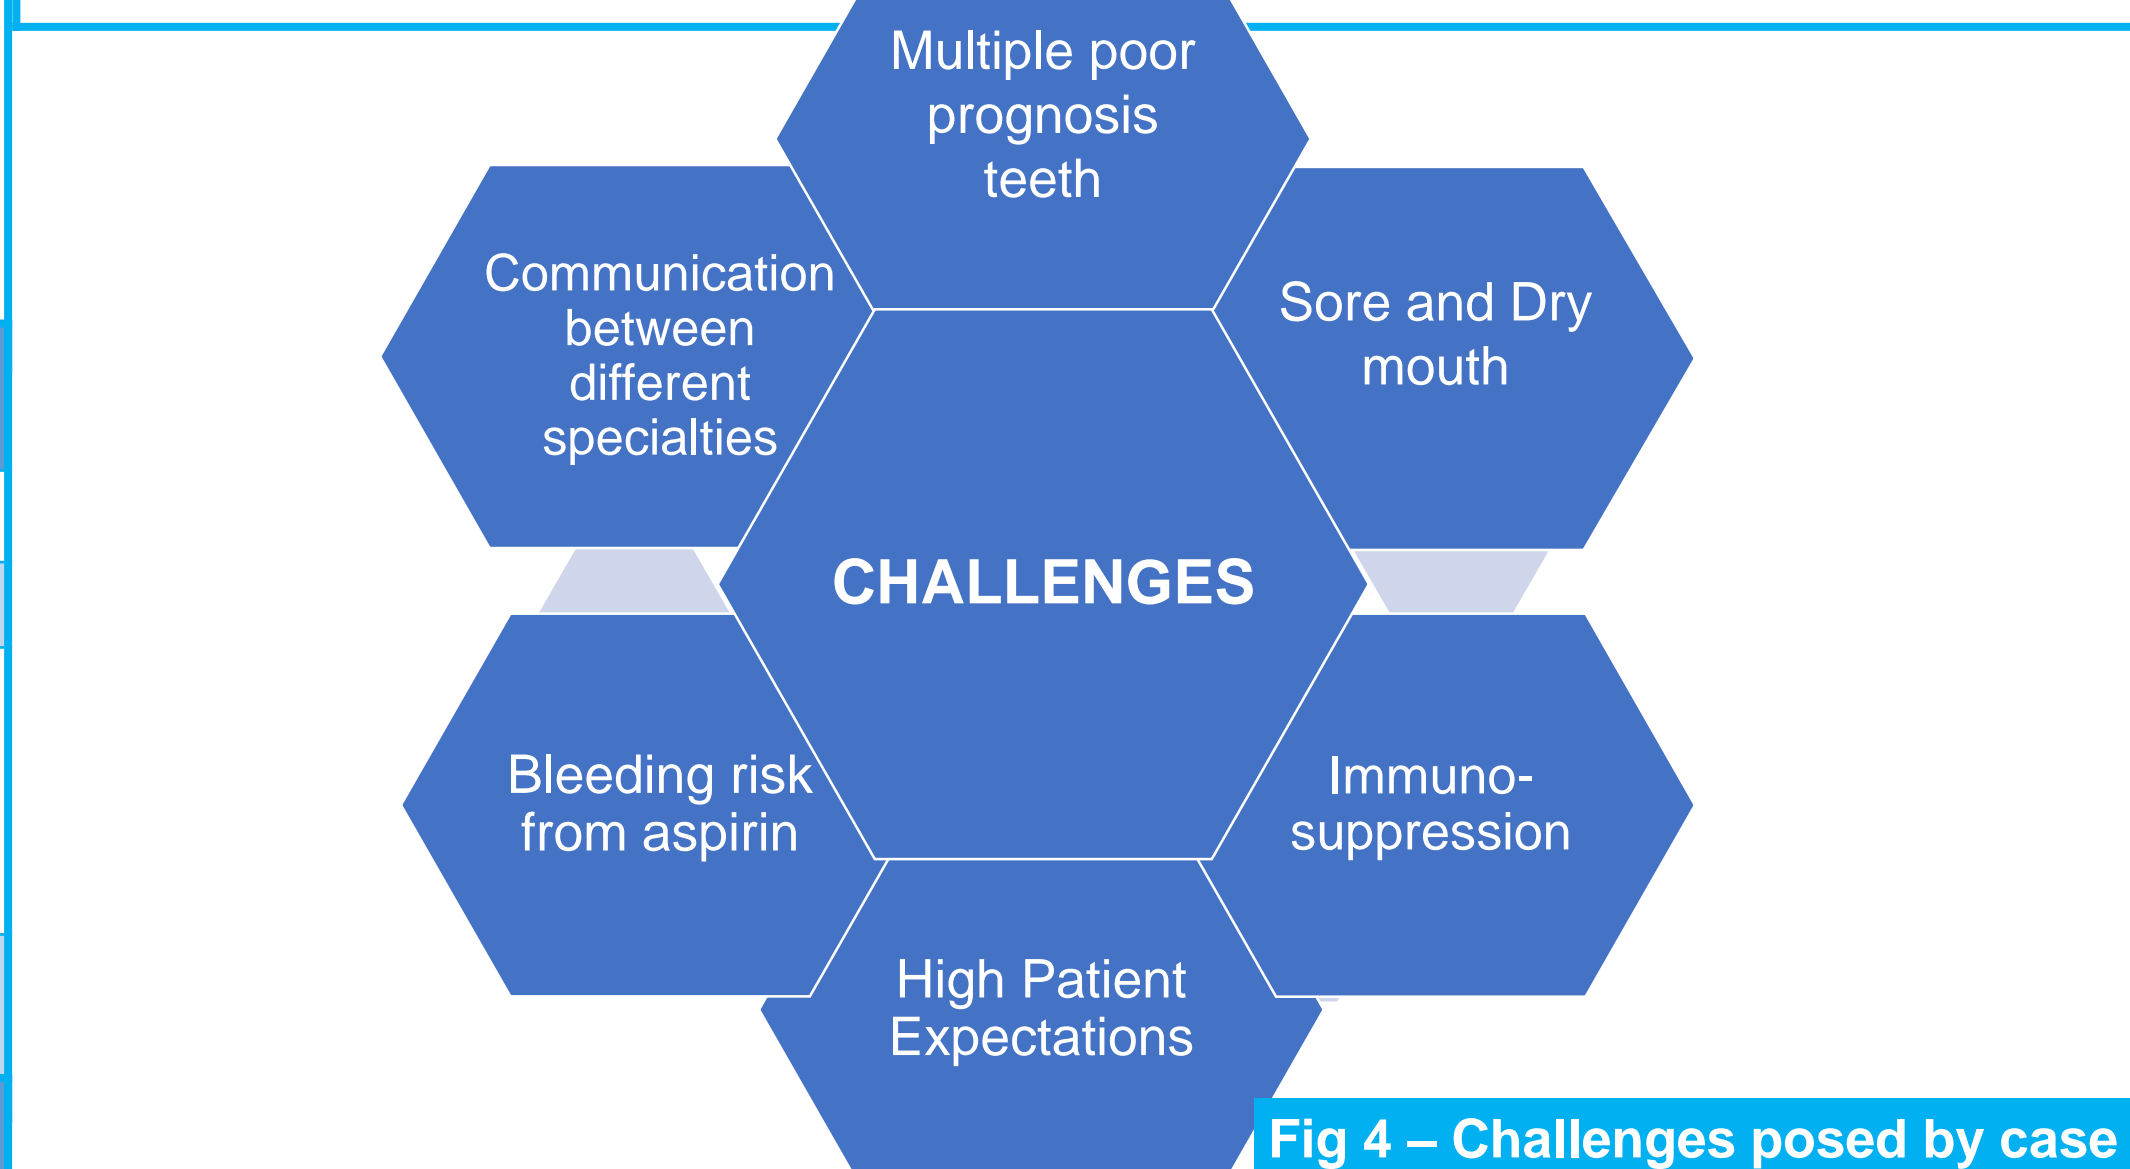 Multiple poor
prognosis
teeth
Sore and Dry
mouth
Immuno-
suppression
High Patient
Expectations
Bleeding risk
from aspirin
Communication
between
different
specialties
CHALLENGES
Fig 4 – Challenges posed by case